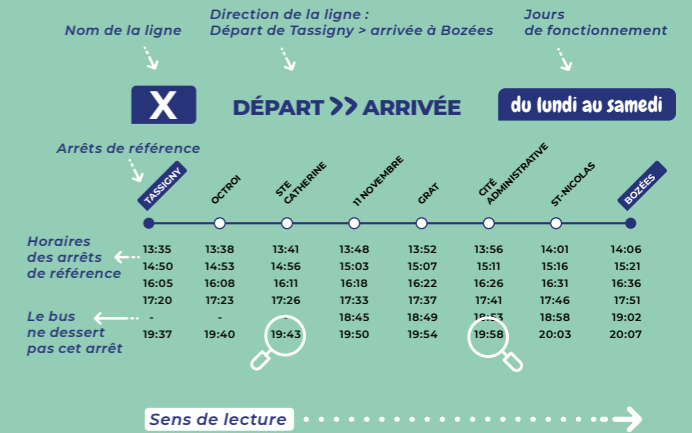 Nom de la ligne
Direction de la ligne :
Départ de Tassigny > arrivée à Bozées
Jours
de fonctionnement
X
DÉPART >> ARRIVÉE
du lundi au samedi
Arrêts de référence
TASSIGNY
OCTROI
STE
CATHERINE
11 NOVEMBRE
GRAT
CITÉ
ADMINISTRATIVE
ST-NICOLAS
BOZÉES
Horaires
des arrêts
de référence
13:35 13:38 13:41 13:48 13:52 13:56 14:01 14:06
14:50 14:53 14:56 15:03 15:07 15:11 15:16 15:21
16:05 16:08 16:11 16:18 16:22 16:26 16:31 16:36
17:20 17:23 17:26 17:33 17:37 17:41 17:46 17:51
Le bus
ne dessert
pas cet arrêt
- - - 18:45 18:49 18:53 18:58 19:02
19:37 19:40 19:43 19:50 19:54 19:58 20:03 20:07
Sens de lecture